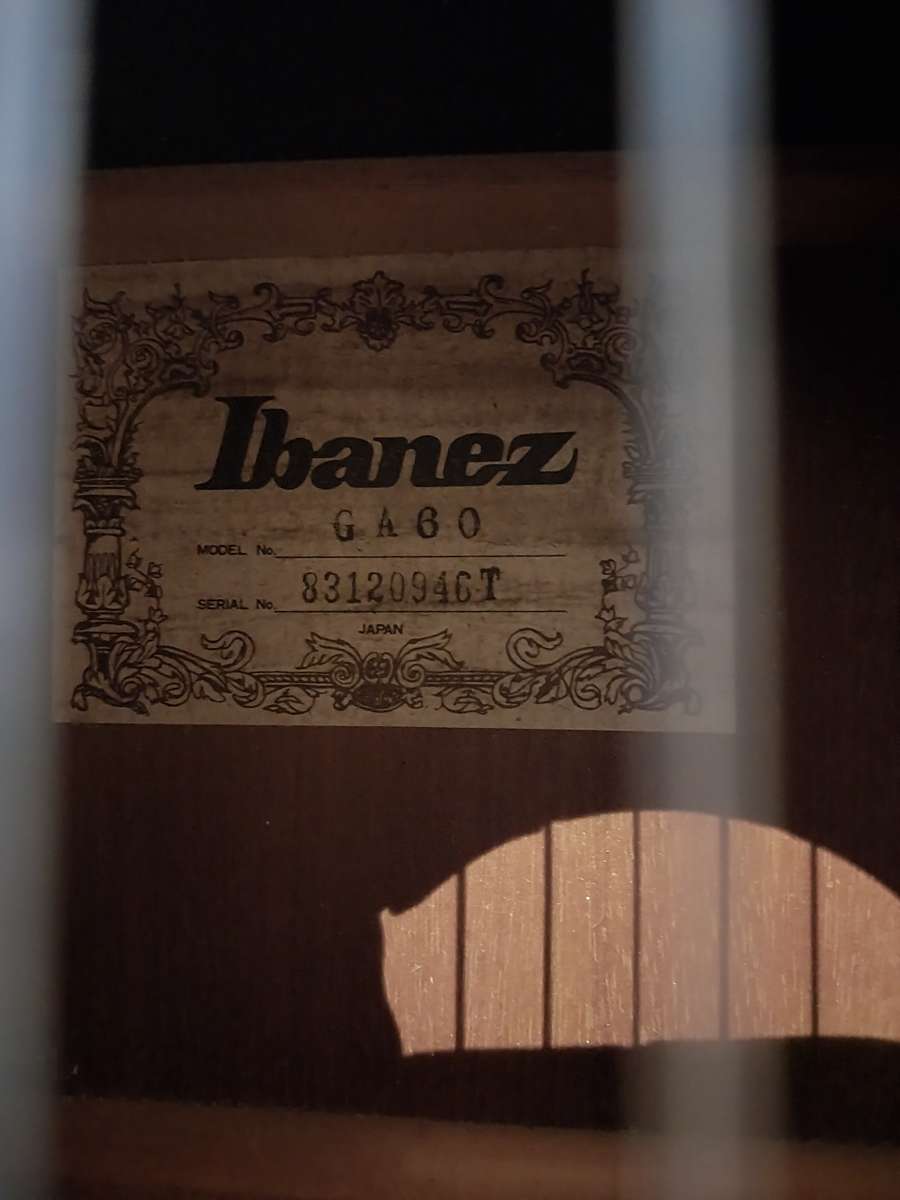 Ibanez
GA60
MODEL No.
83120946T
SERIAL No.
JAPAN